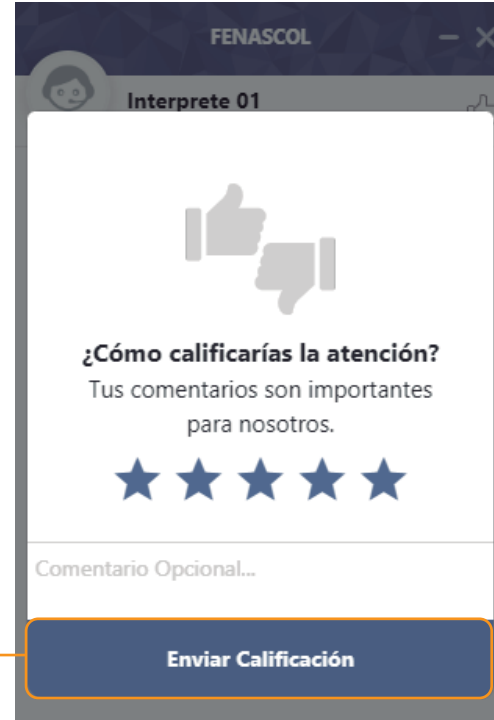 FENASCOL
Interprete 01
¿Cómo calificarías la atención?
Tus comentarios son importantes
para nosotros.
Comentario Opcional...
Enviar Calificación